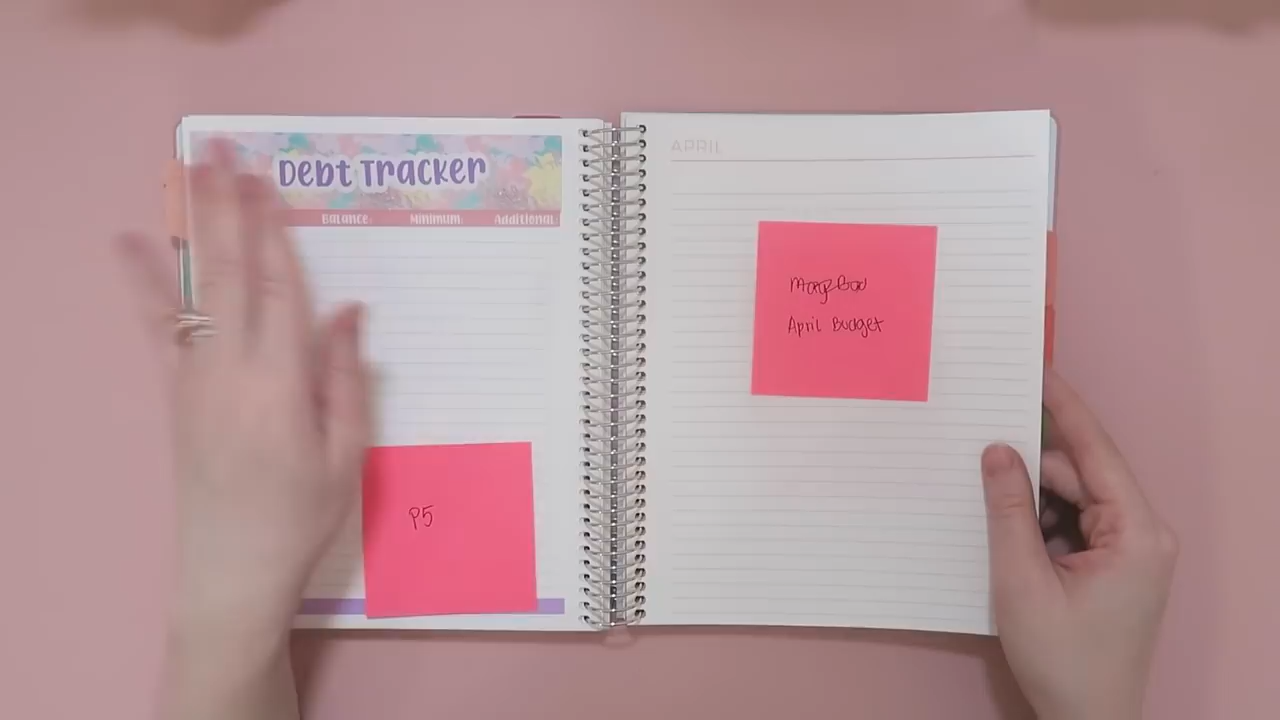 Debt Tracker
Balance: Minimum: Additional:
P5
APRIL
April Budget